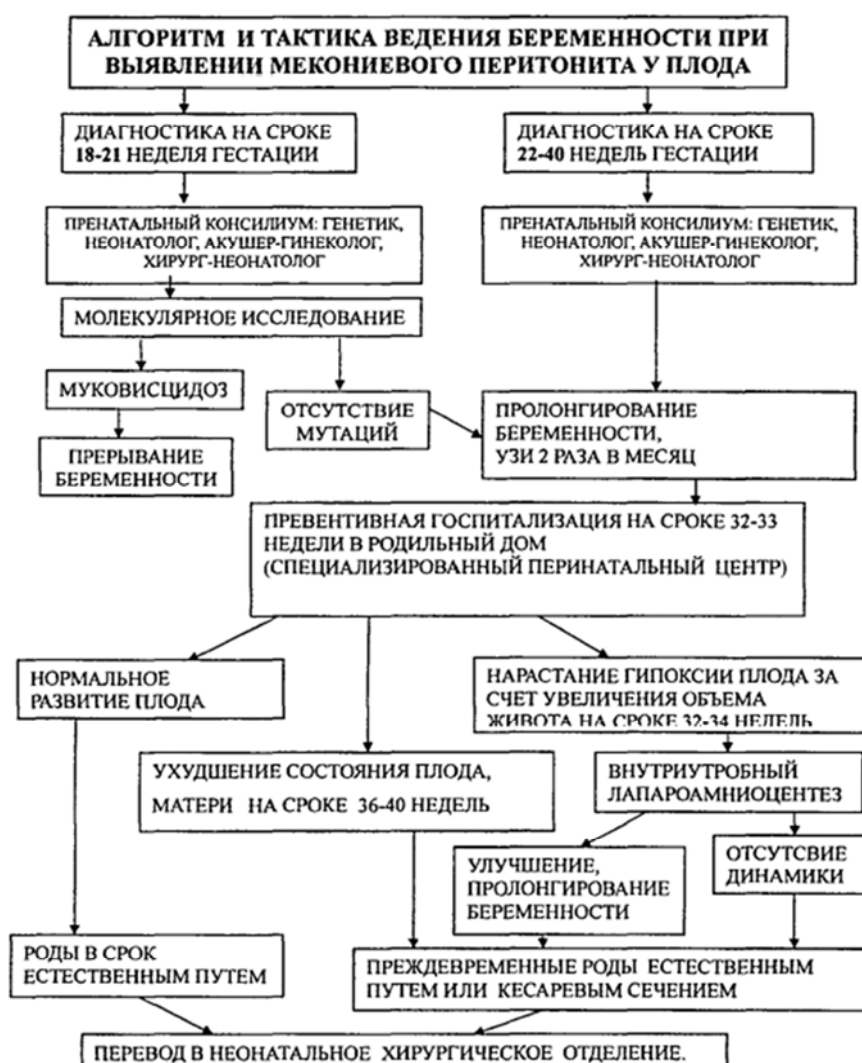 АЛГОРИТМ И ТАКТИКА ВЕДЕНИЯ БЕРЕМЕННОСТИ ПРИ
ВЫЯВЛЕНИИ МЕКОНИЕВОГО ПЕРИТОНИТА У ПЛОДА
ДИАГНОСТИКА НА СРОКЕ
18-21 НЕДЕЛЯ ГЕСТАЦИИ
ДИАГНОСТИКА НА СРОКЕ
22-40 НЕДЕЛЬ ГЕСТАЦИИ
ПРЕНАТАЛЬНЫЙ КОНСИЛИУМ: ГЕНЕТИК,
НЕОНАТОЛОГ, АКУШЕР-ГИНЕКОЛОГ,
ХИРУРГ-НЕОНАТОЛОГ
ПРЕНАТАЛЬНЫЙ КОНСИЛИУМ: ГЕНЕТИК,
НЕОНАТОЛОГ, АКУШЕР-ГИНЕКОЛОГ,
ХИРУРГ-НЕОНАТОЛОГ
МОЛЕКУЛЯРНОЕ ИССЛЕДОВАНИЕ
МУКОВИСЦИДОЗ
ОТСУТСТВИЕ
МУТАЦИЙ
ПРОЛОНГИРОВАНИЕ
БЕРЕМЕННОСТИ,
УЗИ 2 РАЗА В МЕСЯЦ
ПРЕРЫВАНИЕ
БЕРЕМЕННОСТИ
ПРЕВЕНТИВНАЯ ГОСПИТАЛИЗАЦИЯ НА СРОКЕ 32-33
НЕДЕЛИ В РОДИЛЬНЫЙ ДОМ
(СПЕЦИАЛИЗИРОВАННЫЙ ПЕРИНАТАЛЬНЫЙ ЦЕНТР)
НОРМАЛЬНОЕ
РАЗВИТИЕ ПЛОДА
НАРАСТАНИЕ ГИПОКСИИ ПЛОДА ЗА
СЧЕТ УВЕЛИЧЕНИЯ ОБЪЕМА
ЖИВОТА НА СРОКЕ 32-34 НЕДЕЛЬ
УХУДШЕНИЕ СОСТОЯНИЯ ПЛОДА,
МАТЕРИ НА СРОКЕ 36-40 НЕДЕЛЬ
ВНУТРИУТРОБНЫЙ
ЛАПАРОАМНИОЦЕНТЕЗ
УЛУЧШЕНИЕ,
ПРОЛОНГИРОВАНИЕ
БЕРЕМЕННОСТИ
ОТСУТСВИЕ
ДИНАМИКИ
РОДЫ В СРОК
ЕСТЕСТВЕННЫМ ПУТЕМ
ПРЕЖДЕВРЕМЕННЫЕ РОДЫ ЕСТЕСТВЕННЫМ
ПУТЕМ ИЛИ КЕСАРЕВЫМ СЕЧЕНИЕМ
ПЕРЕВОД В НЕОНАТАЛЬНОЕ ХИРУРГИЧЕСКОЕ ОТДЕЛЕНИЕ.